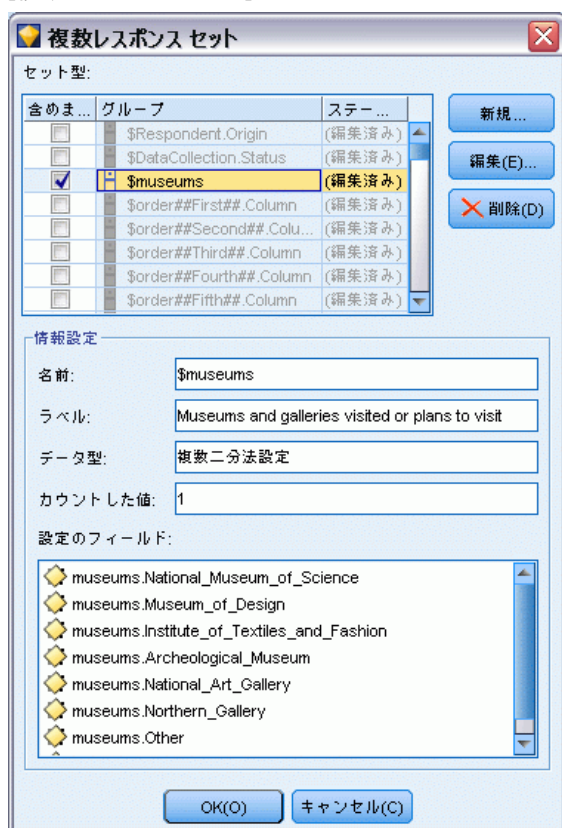 複数レスポンス セット
セット型:
含めま... グループ ステー...
$Respondent.Origin (編集済み)
$DataCollection.Status (編集済み)
$museums (編集済み)
$order##First##.Column (編集済み)
$order##Second##.Colu... (編集済み)
$order##Third##.Column (編集済み)
$order##Fourth##.Column (編集済み)
$order##Fifth##.Column (編集済み)
新規...
編集(E)...
削除(D)
情報設定
名前: $museums
ラベル: Museums and galleries visited or plans to visit
データ型: 複数二分法設定
カウントした値: 1
設定のフィールド:
museums.National_Museum_of_Science
museums.Museum_of_Design
museums.Institute_of_Textiles_and_Fashion
museums.Archeological_Museum
museums.National_Art_Gallery
museums.Northern_Gallery
museums.Other
OK(O) キャンセル(C)